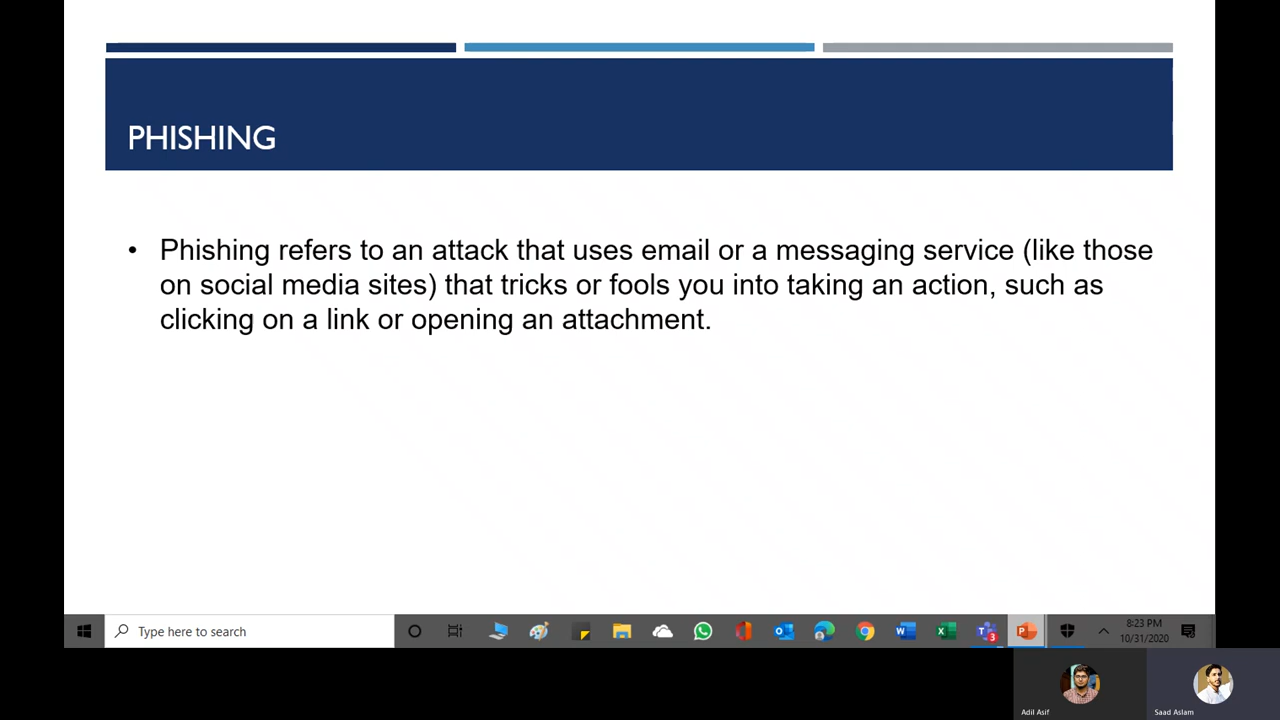 PHISHING
• Phishing refers to an attack that uses email or a messaging service (like those
on social media sites) that tricks or fools you into taking an action, such as
clicking on a link or opening an attachment.
Type here to search
3
8:23 PM
10/31/2020
Adil Asif
Saad Aslam